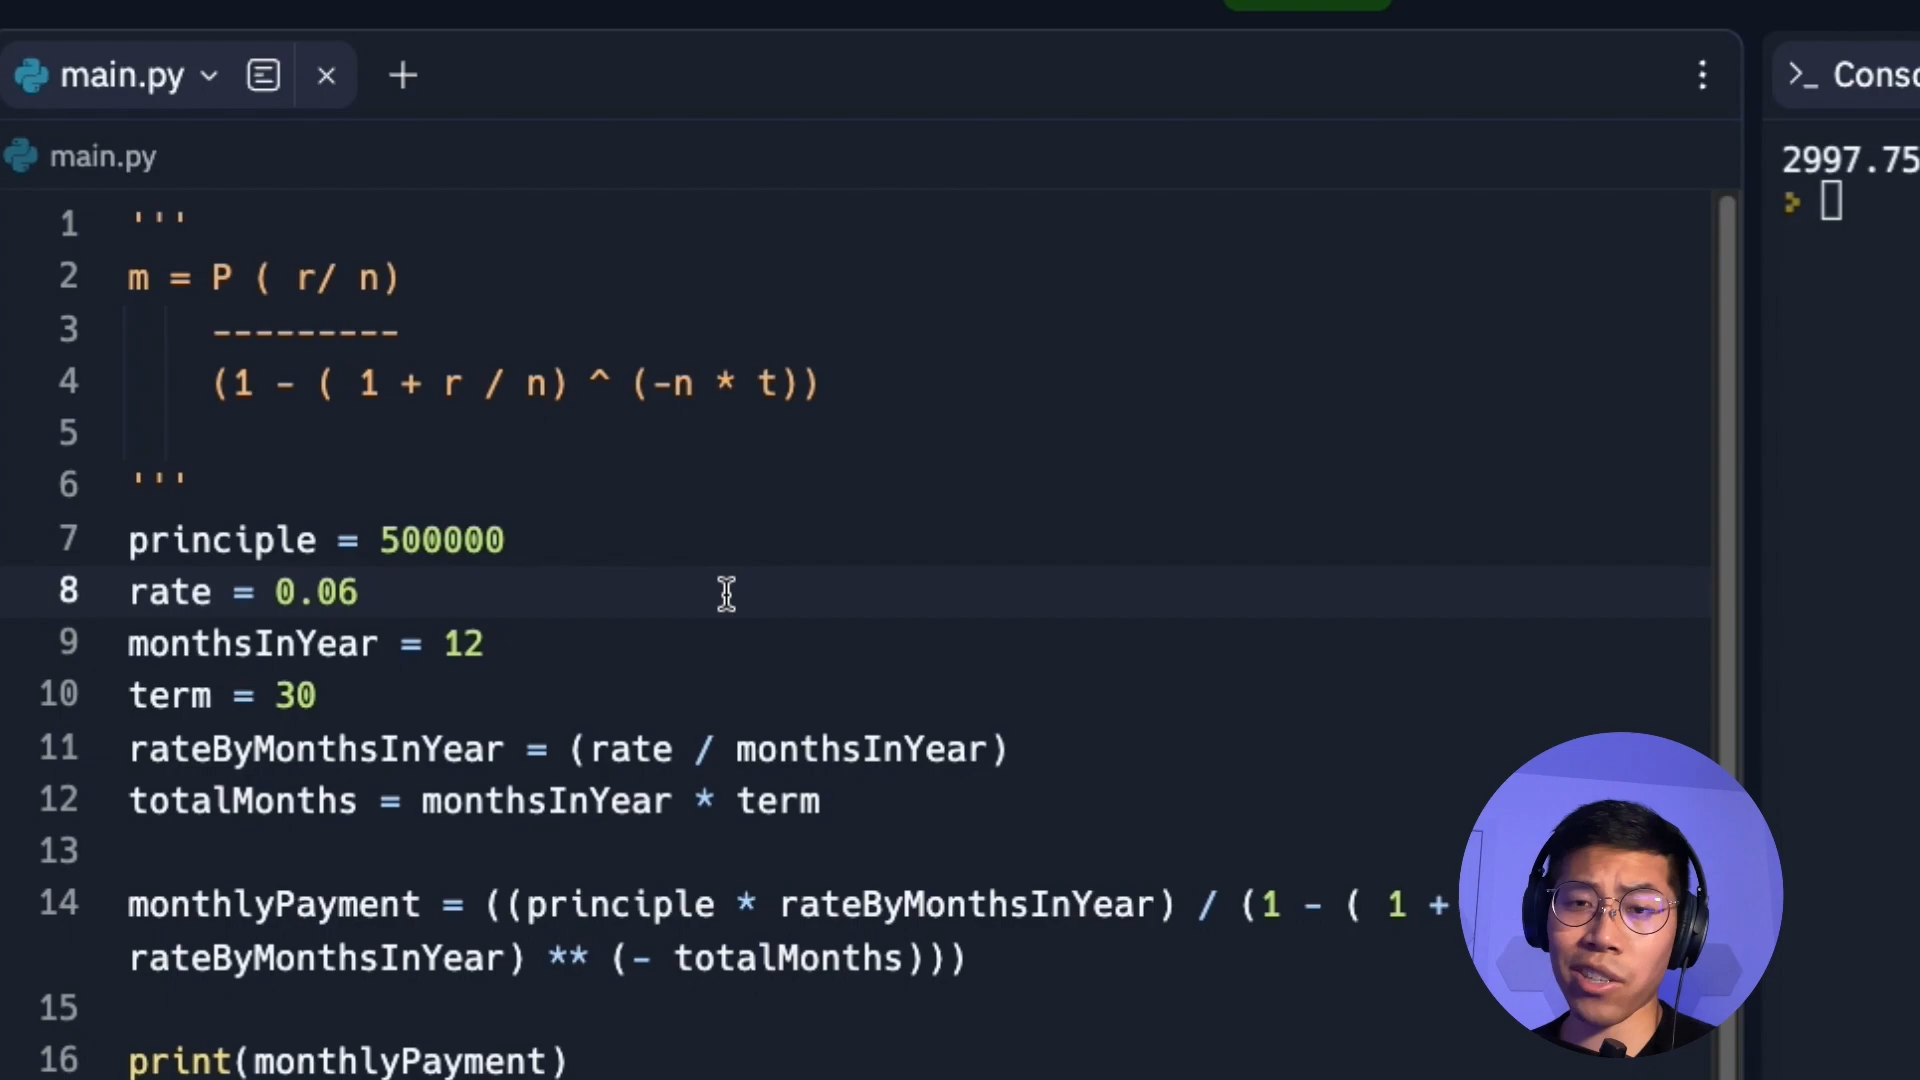 main.py
main.py
1 '''
2 m = P ( r/ n)
3 ---------
4 (1 - ( 1 + r / n) ^ (-n * t))
5
6 '''
7 principle = 500000
8 rate = 0.06
9 monthsInYear = 12
10 term = 30
11 rateByMonthsInYear = (rate / monthsInYear)
12 totalMonths = monthsInYear * term
13
14 monthlyPayment = ((principle * rateByMonthsInYear) / (1 - ( 1 +
rateByMonthsInYear) ** (- totalMonths)))
15
16 print(monthlyPayment)
>_ Conso
2997.75